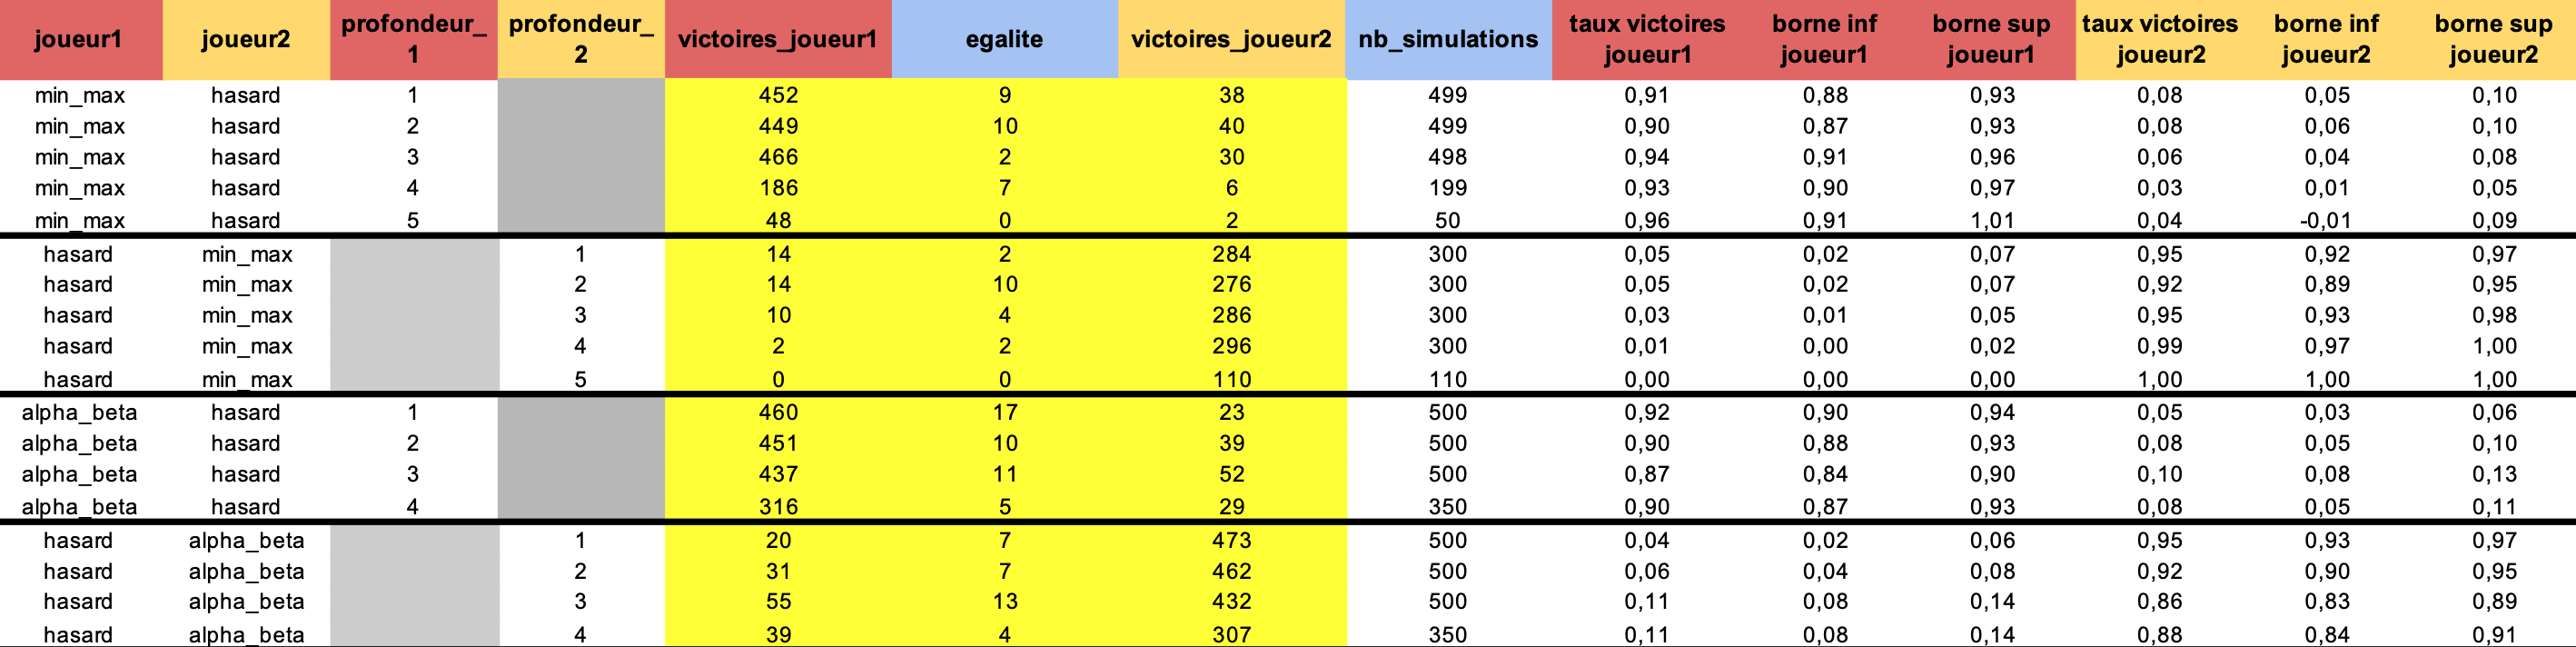 joueur1 joueur2 profondeur_1 profondeur_2 victoires_joueur1 egalite victoires_joueur2 nb_simulations taux victoires joueur1 borne inf joueur1 borne sup joueur1 taux victoires joueur2 borne inf joueur2 borne sup joueur2
min_max hasard 1 452 9 38 499 0,91 0,88 0,93 0,08 0,05 0,10
min_max hasard 2 449 10 40 499 0,90 0,87 0,93 0,08 0,06 0,10
min_max hasard 3 466 2 30 498 0,94 0,91 0,96 0,06 0,04 0,08
min_max hasard 4 186 7 6 199 0,93 0,90 0,97 0,03 0,01 0,05
min_max hasard 5 48 0 2 50 0,96 0,91 1,01 0,04 -0,01 0,09
hasard min_max 1 14 2 284 300 0,05 0,02 0,07 0,95 0,92 0,97
hasard min_max 2 14 10 276 300 0,05 0,02 0,07 0,92 0,89 0,95
hasard min_max 3 10 4 286 300 0,03 0,01 0,05 0,95 0,93 0,98
hasard min_max 4 2 2 296 300 0,01 0,00 0,02 0,99 0,97 1,00
hasard min_max 5 0 0 110 110 0,00 0,00 0,00 1,00 1,00 1,00
alpha_beta hasard 1 460 17 23 500 0,92 0,90 0,94 0,05 0,03 0,06
alpha_beta hasard 2 451 10 39 500 0,90 0,88 0,93 0,08 0,05 0,10
alpha_beta hasard 3 437 11 52 500 0,87 0,84 0,90 0,10 0,08 0,13
alpha_beta hasard 4 316 5 29 350 0,90 0,87 0,93 0,08 0,05 0,11
hasard alpha_beta 1 20 7 473 500 0,04 0,02 0,06 0,95 0,93 0,97
hasard alpha_beta 2 31 7 462 500 0,06 0,04 0,08 0,92 0,90 0,95
hasard alpha_beta 3 55 13 432 500 0,11 0,08 0,14 0,86 0,83 0,89
hasard alpha_beta 4 39 4 307 350 0,11 0,08 0,14 0,88 0,84 0,91